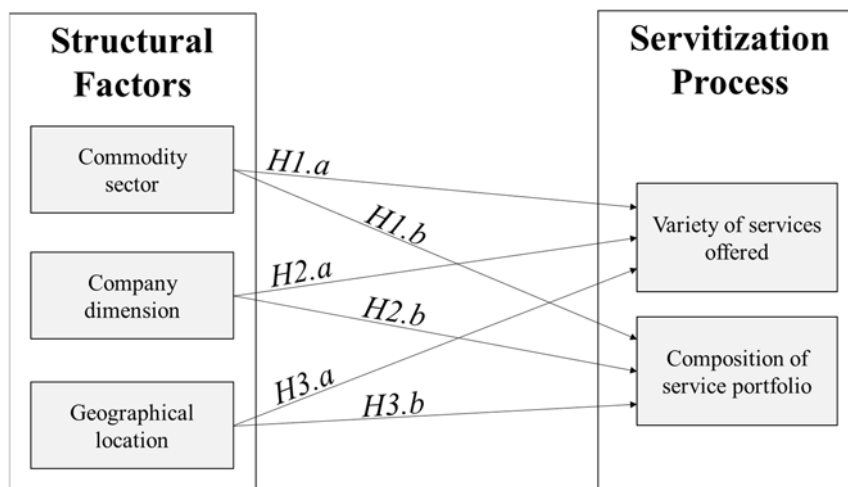 Structural
Factors
Commodity
sector
Company
dimension
Geographical
location
H1.a
H1.b
H2.a
H2.b
H3.a
H3.b
Servitization
Process
Variety of services
offered
Composition of
service portfolio